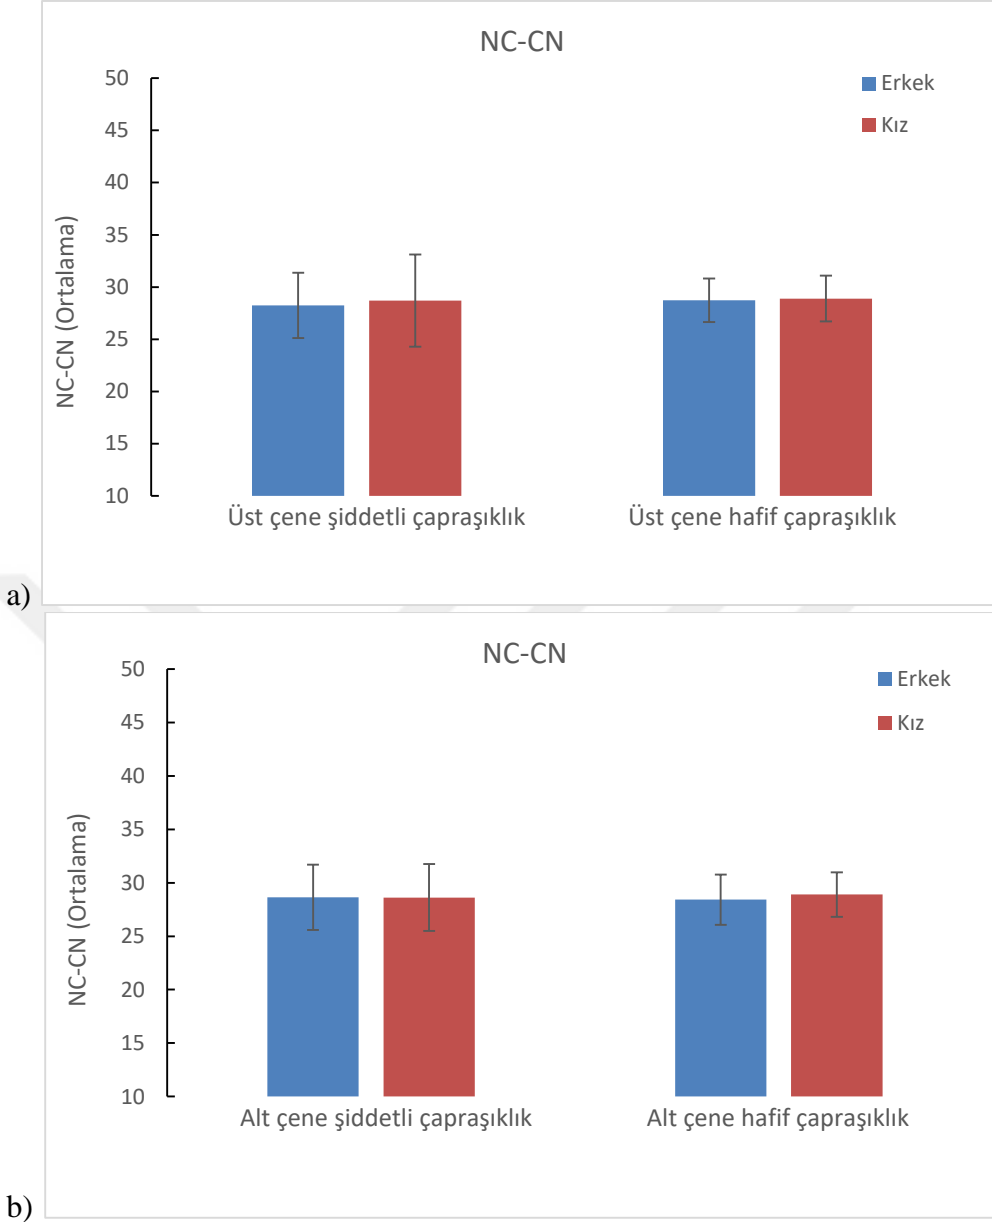 NC-CN
50
45
40
35
30
25
20
15
10
NC-CN (Ortalama)
Erkek
Kız
Üst çene şiddetli çapraşıklık Üst çene hafif çapraşıklık
a)
NC-CN
50
45
40
35
30
25
20
15
10
NC-CN (Ortalama)
Erkek
Kız
Alt çene şiddetli çapraşıklık Alt çene hafif çapraşıklık
b)